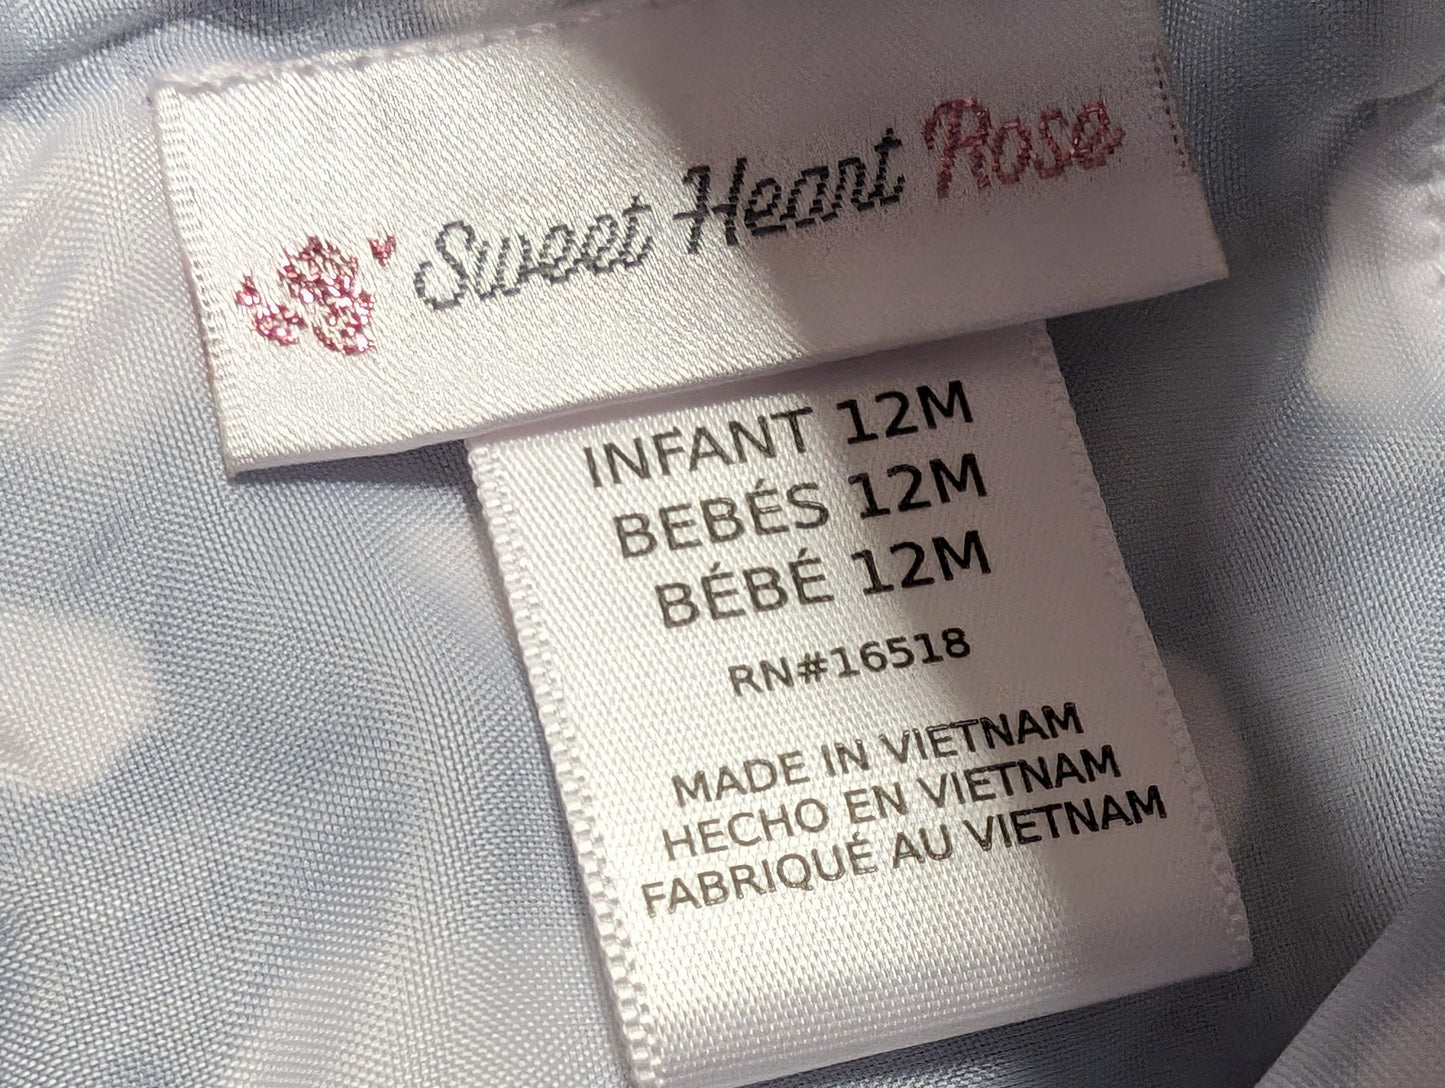 Sweet Heart Rose
INFANT 12M
BEBÉS 12M
BÉBÉ 12M
RN#16518
MADE IN VIETNAM
HECHO EN VIETNAM
FABRIQUÉ AU VIETNAM